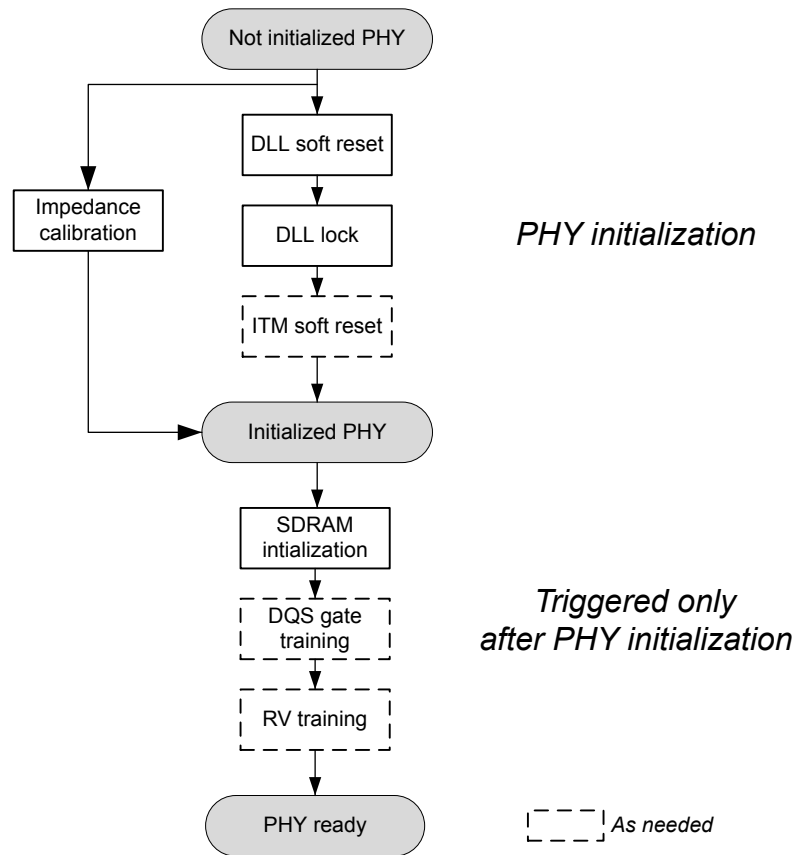 Not initialized PHY
DLL soft reset
Impedance
calibration
DLL lock
PHY initialization
ITM soft reset
Initialized PHY
SDRAM
intialization
DQS gate
training
Triggered only
after PHY initialization
RV training
PHY ready
As needed